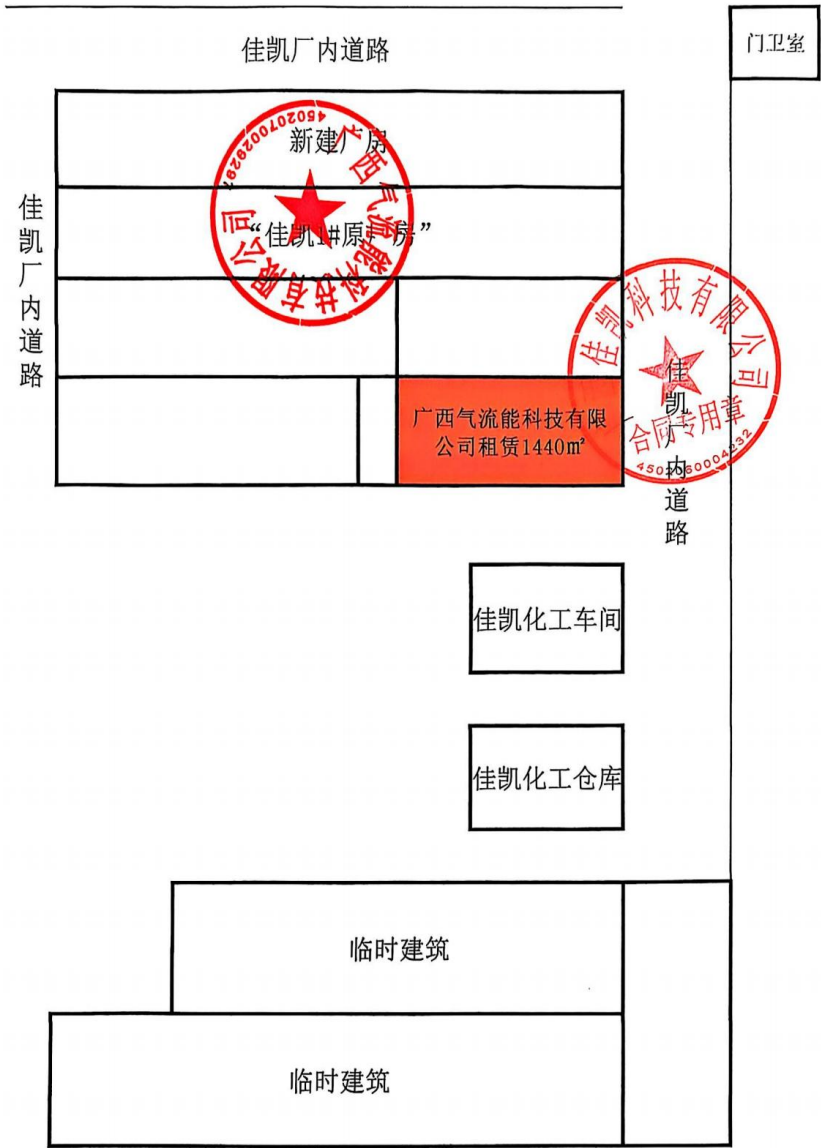 佳凯厂内道路
门卫室
新建厂房
4502070029297
广西气流能科技有限公司
“佳凯1#原厂房”
佳凯厂内道路
佳凯科技有限公司
合同专用章
佳凯厂内道路
广西气流能科技有限
公司租赁1440㎡
佳凯化工车间
佳凯化工仓库
临时建筑
临时建筑